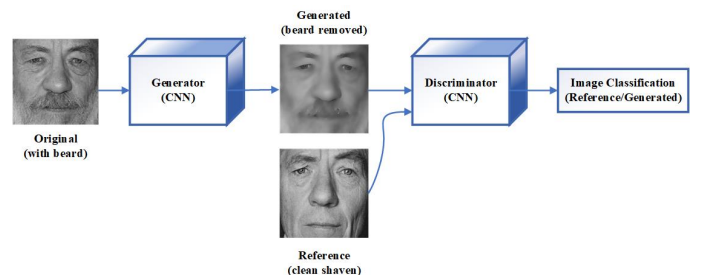 Generated
(beard removed)
Generator
(CNN)
Discriminator
(CNN)
Image Classification
(Reference/Generated)
Original
(with beard)
Reference
(clean shaven)